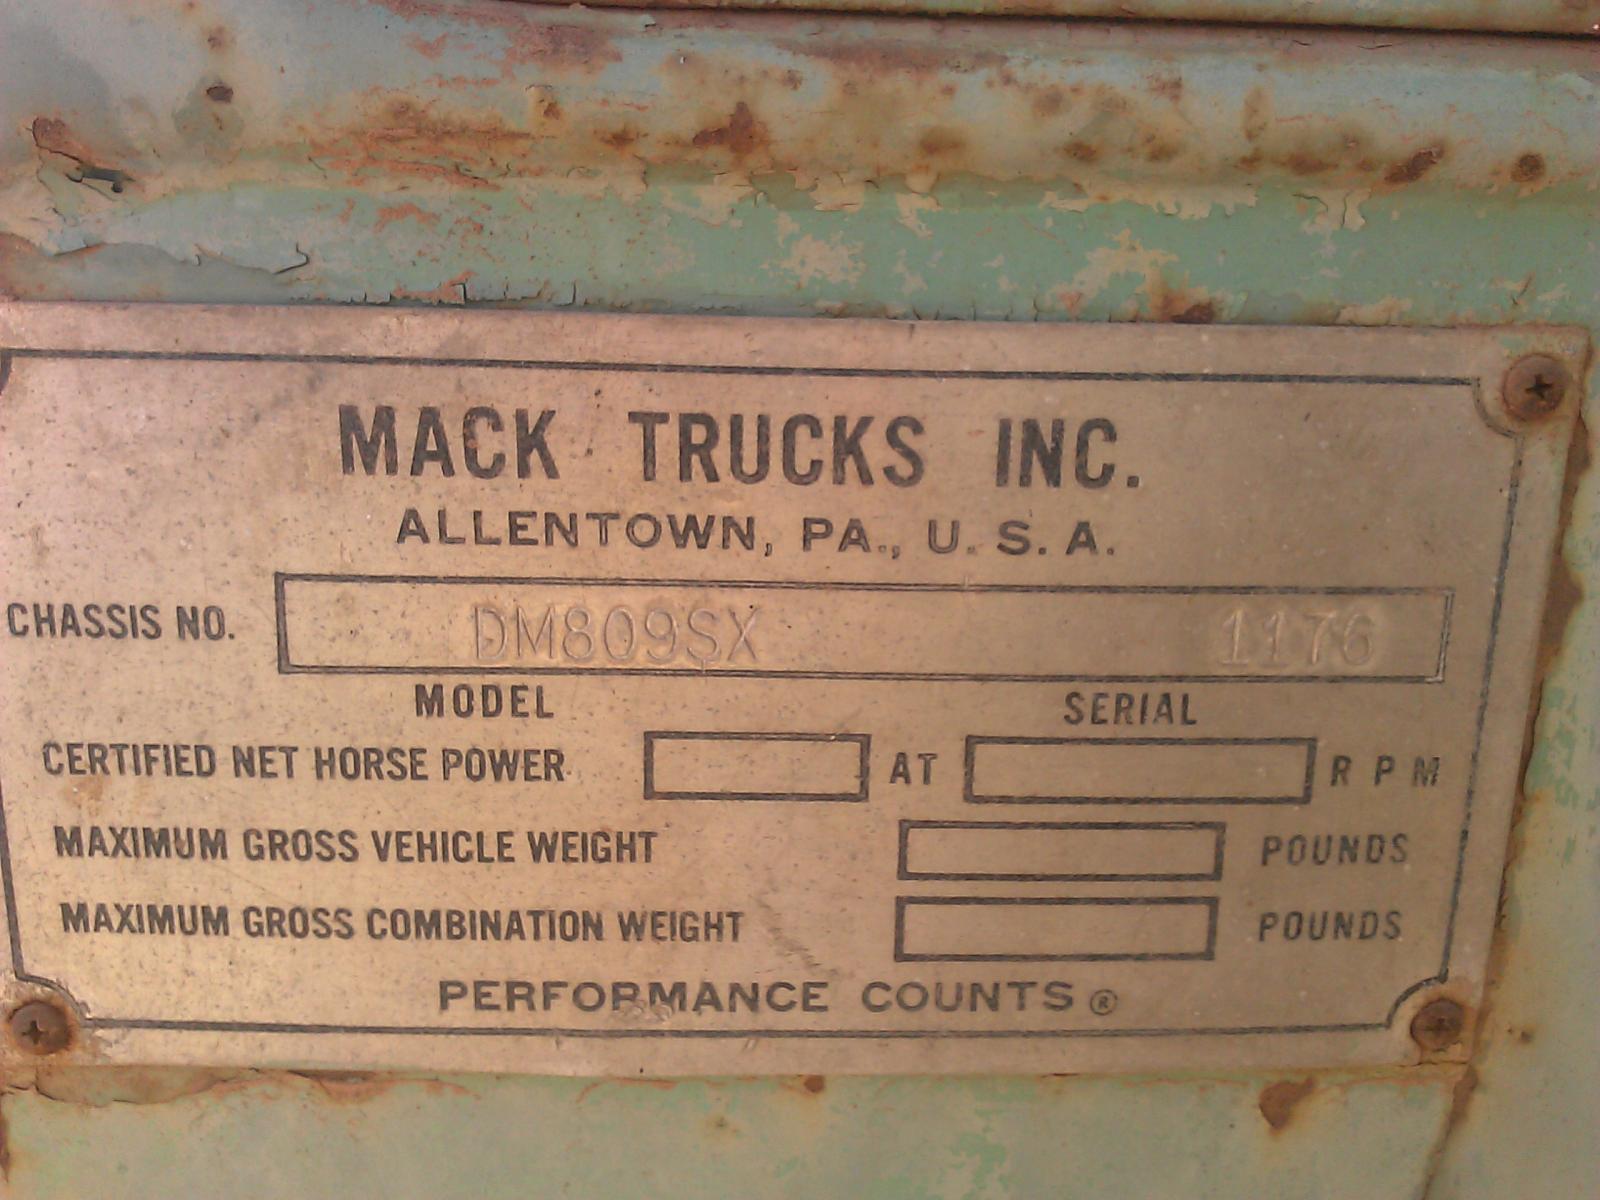 MACK TRUCKS INC.
ALLENTOWN, PA., U. S. A.
CHASSIS NO. DM809SX 1176
MODEL SERIAL
CERTIFIED NET HORSE POWER AT R P M
MAXIMUM GROSS VEHICLE WEIGHT POUNDS
MAXIMUM GROSS COMBINATION WEIGHT POUNDS
PERFORMANCE COUNTS ®